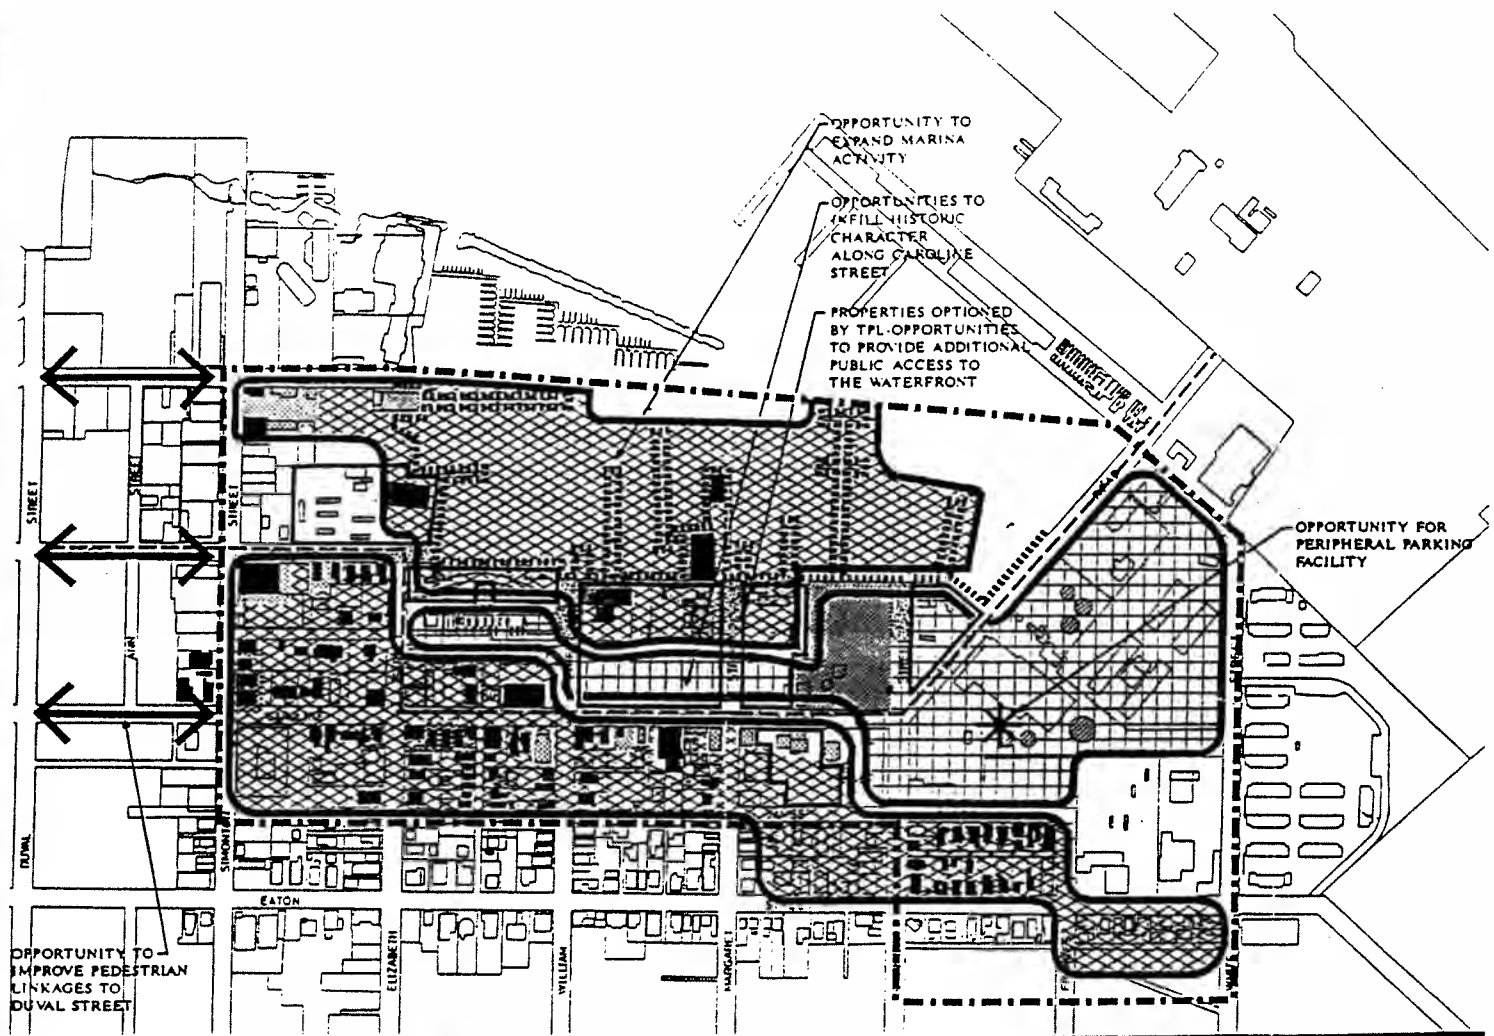 OPPORTUNITY TO
EXPAND MARINA
ACTIVITY
OPPORTUNITIES TO
INFILL HISTORIC
CHARACTER
ALONG CAROLINE
STREET
PROPERTIES OPTIONED
BY TPL-OPPORTUNITIES
TO PROVIDE ADDITIONAL
PUBLIC ACCESS TO
THE WATERFRONT
OPPORTUNITY FOR
PERIPHERAL PARKING
FACILITY
STREET
STREET
STREET
ANN
STREET
DUVAL
SIMONTON
EATON
ELIZABETH
WILLIAM
MARGARET
OPPORTUNITY TO
IMPROVE PEDESTRIAN
LINKAGES TO
DUVAL STREET